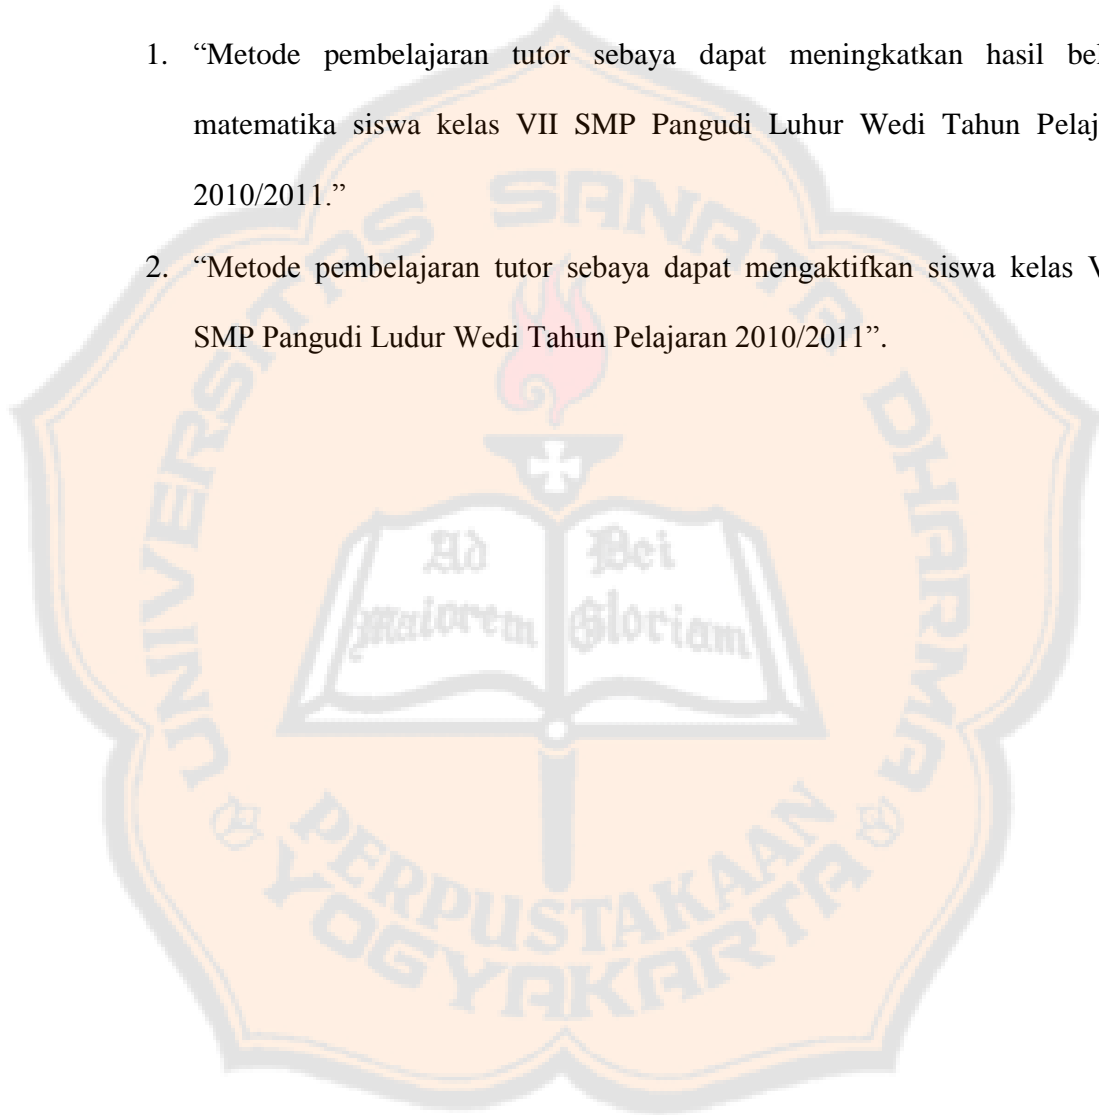 1. “Metode pembelajaran tutor sebaya dapat meningkatkan hasil
matematika siswa kelas VII SMP Pangudi Luhur Wedi Tahun
2010/2011.”
2. “Metode pembelajaran tutor sebaya dapat mengaktifkan siswa kelas
SMP Pangudi Ludur Wedi Tahun Pelajaran 2010/2011”.
UNIVERSITAS SANATA DHARMA
Ad Dei
maiorem Gloriam
PERPUSTAKAAN
YOGYAKARTA